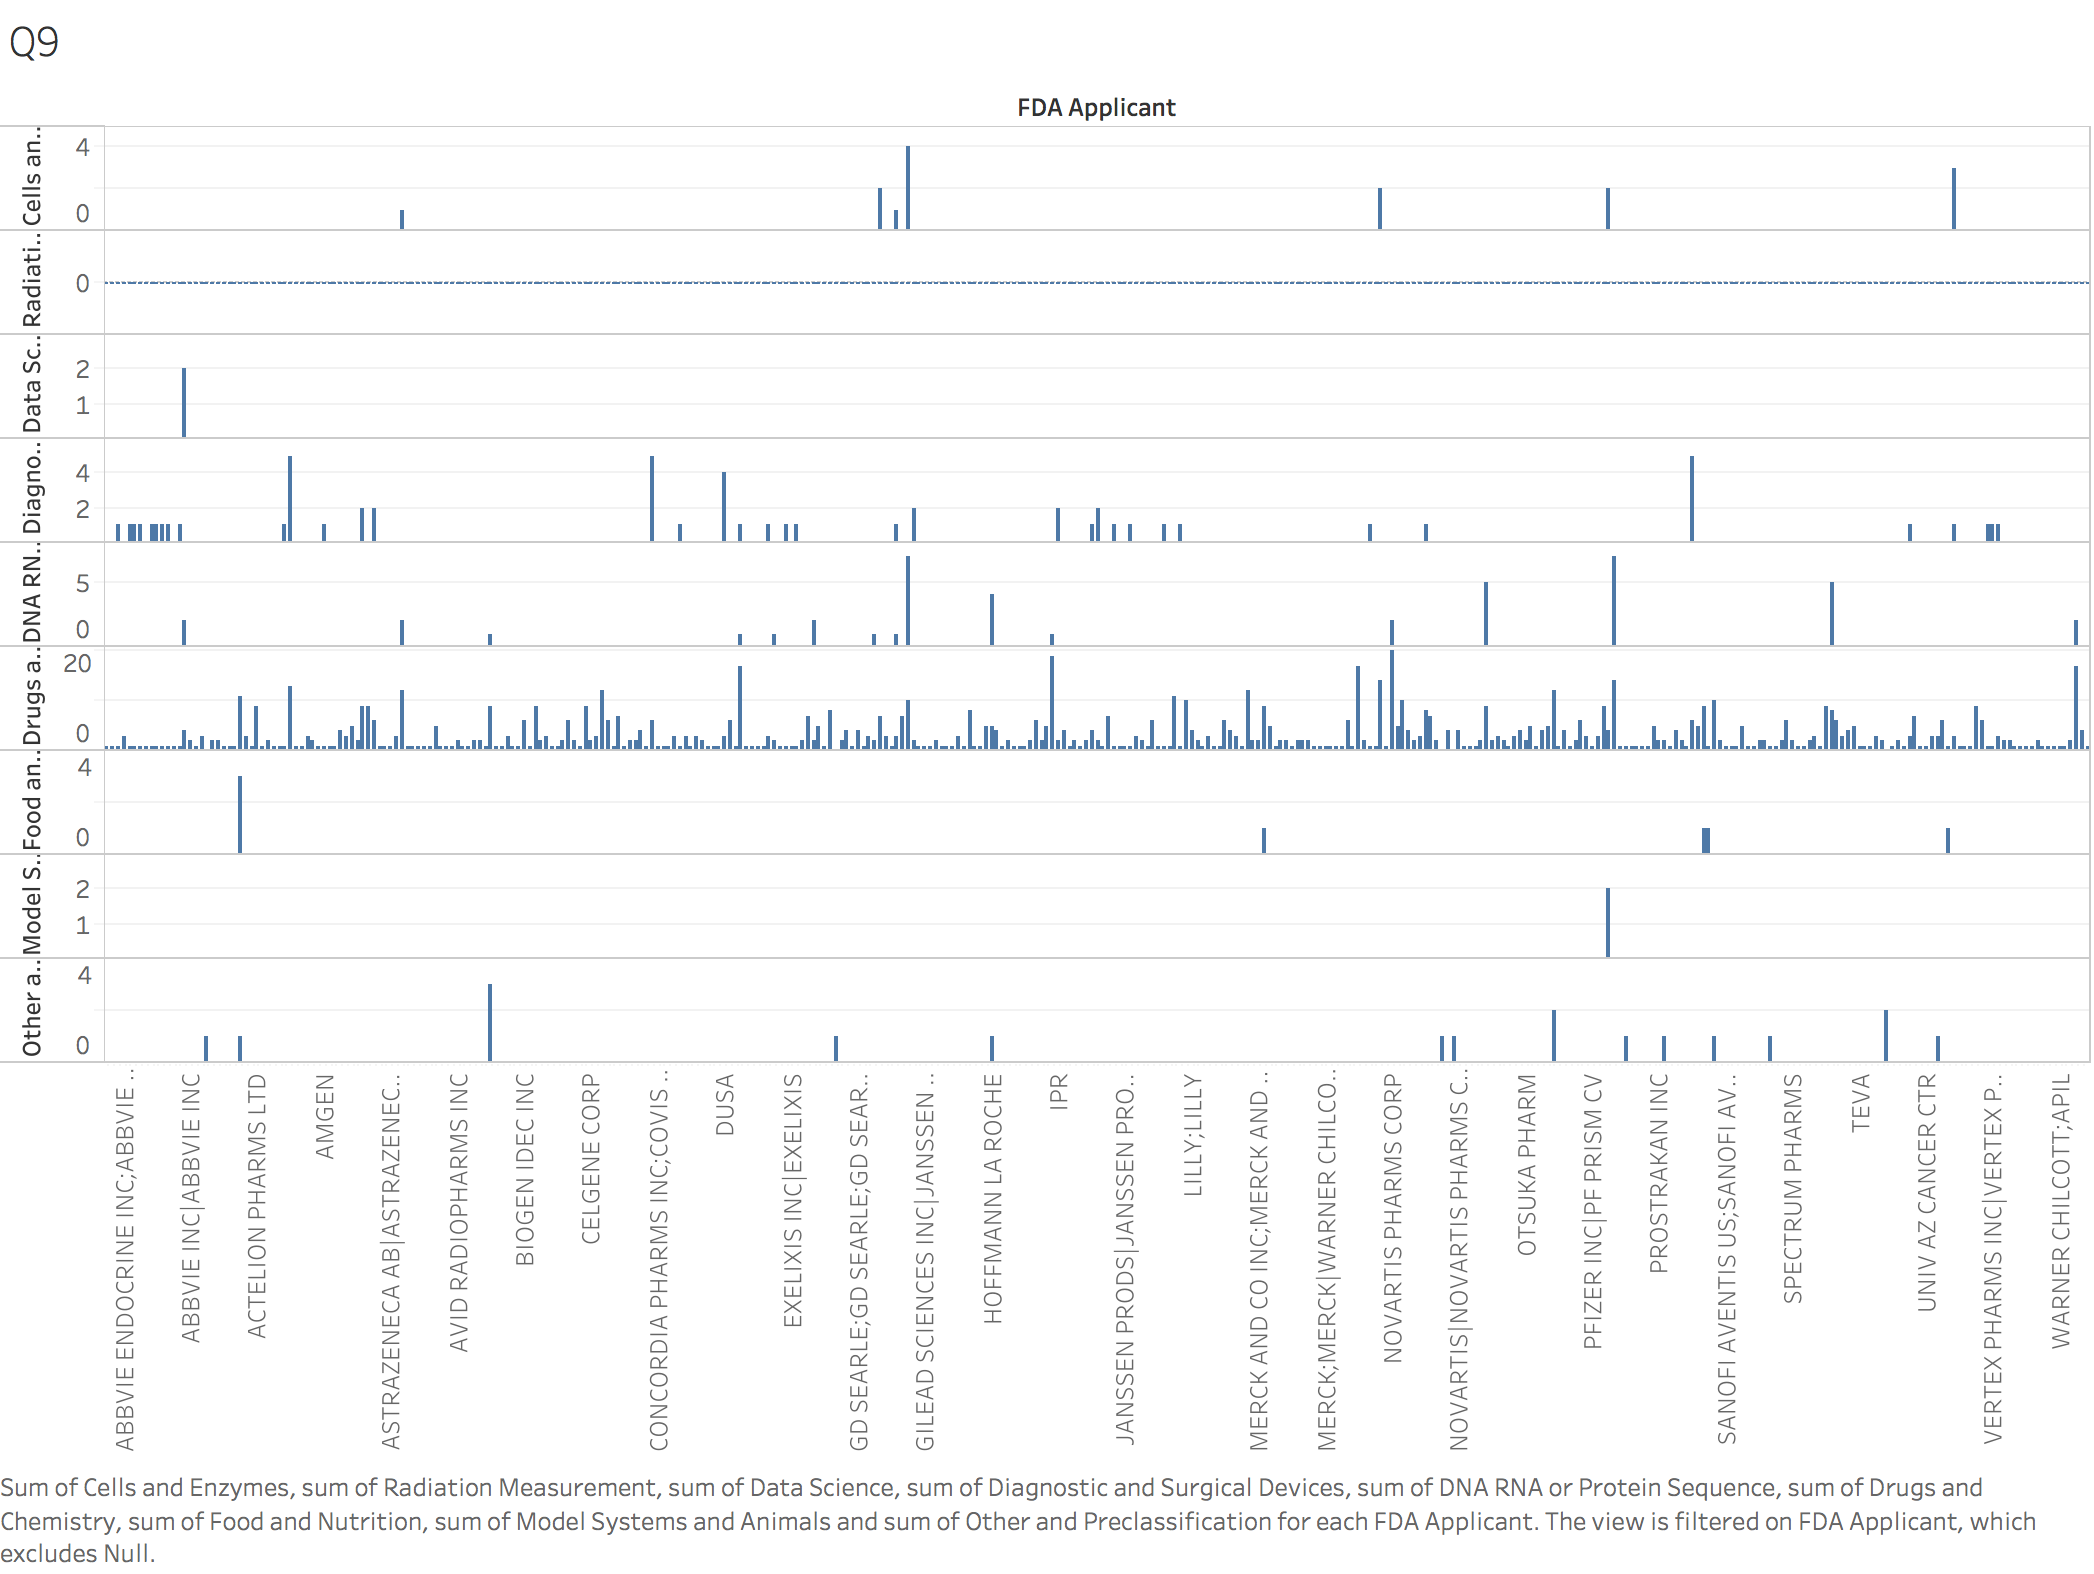 Q9
FDA Applicant
Cells an..
4
0
Radiati..
0
Data Sc..
2
1
Diagno..
4
2
DNA RN..
5
0
Drugs a..
20
0
Food an..
4
0
Model S..
2
1
Other a..
4
0
ABBVIE ENDOCRINE INC;ABBVIE ..
ABBVIE INC|ABBVIE INC
ACTELION PHARMS LTD
AMGEN
ASTRAZENECA AB|ASTRAZENEC..
AVID RADIOPHARMS INC
BIOGEN IDEC INC
CELGENE CORP
CONCORDIA PHARMS INC;COVIS ..
DUSA
EXELIXIS INC|EXELIXIS
GD SEARLE;GD SEARLE;GD SEAR..
GILEAD SCIENCES INC|JANSSEN ..
HOFFMANN LA ROCHE
IPR
JANSSEN PRODS|JANSSEN PRO..
LILLY;LILLY
MERCK AND CO INC;MERCK AND ..
MERCK;MERCK|WARNER CHILCO..
NOVARTIS PHARMS CORP
NOVARTIS|NOVARTIS PHARMS C..
OTSUKA PHARM
PFIZER INC|PF PRISM CV
PROSTRAKAN INC
SANOFI AVENTIS US;SANOFI AV..
SPECTRUM PHARMS
TEVA
UNIV AZ CANCER CTR
VERTEX PHARMS INC|VERTEX P..
WARNER CHILCOTT;APIL
Sum of Cells and Enzymes, sum of Radiation Measurement, sum of Data Science, sum of Diagnostic and Surgical Devices, sum of DNA RNA or Protein Sequence, sum of Drugs and
Chemistry, sum of Food and Nutrition, sum of Model Systems and Animals and sum of Other and Preclassification for each FDA Applicant. The view is filtered on FDA Applicant, which
excludes Null.